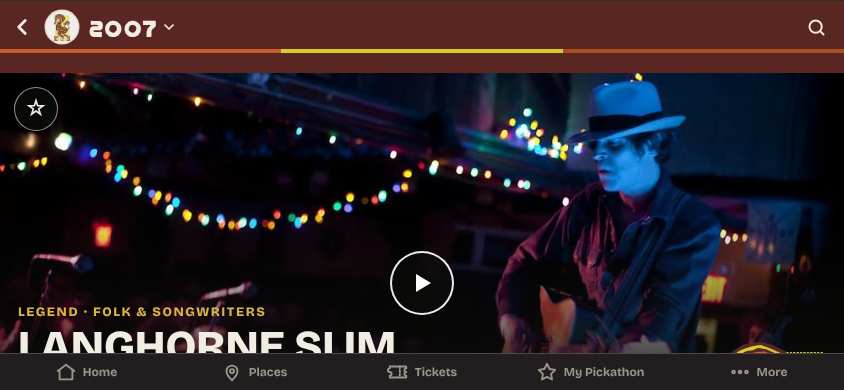 2007
LEGEND · FOLK & SONGWRITERS
LANGHORNE SLIM
Home
Places
Tickets
My Pickathon
More